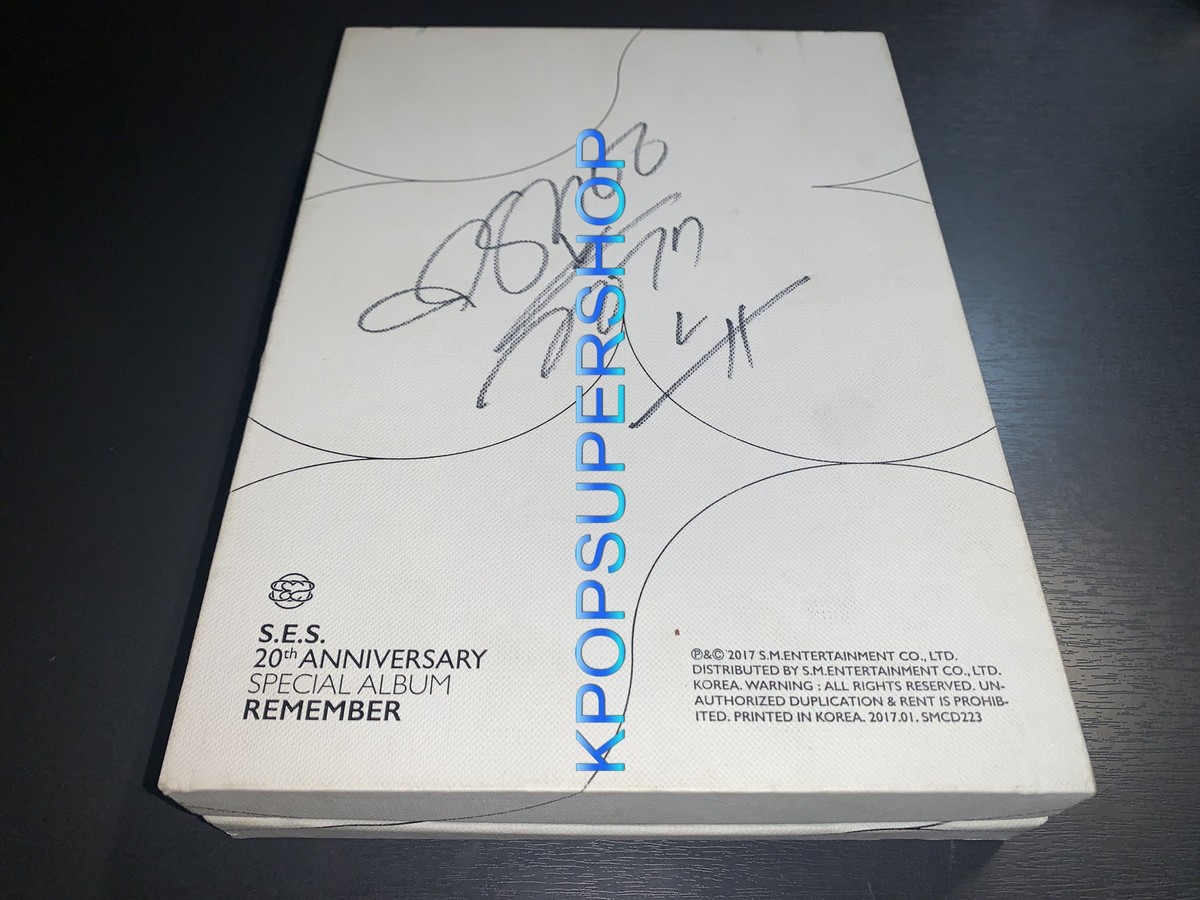 KPOPSUPERSHOP
S.E.S.
20th ANNIVERSARY
SPECIAL ALBUM
REMEMBER
℗&© 2017 S.M.ENTERTAINMENT CO., LTD.
DISTRIBUTED BY S.M.ENTERTAINMENT CO., LTD.
KOREA. WARNING : ALL RIGHTS RESERVED. UN-
AUTHORIZED DUPLICATION & RENT IS PROHIB-
ITED. PRINTED IN KOREA. 2017.01. SMCD223